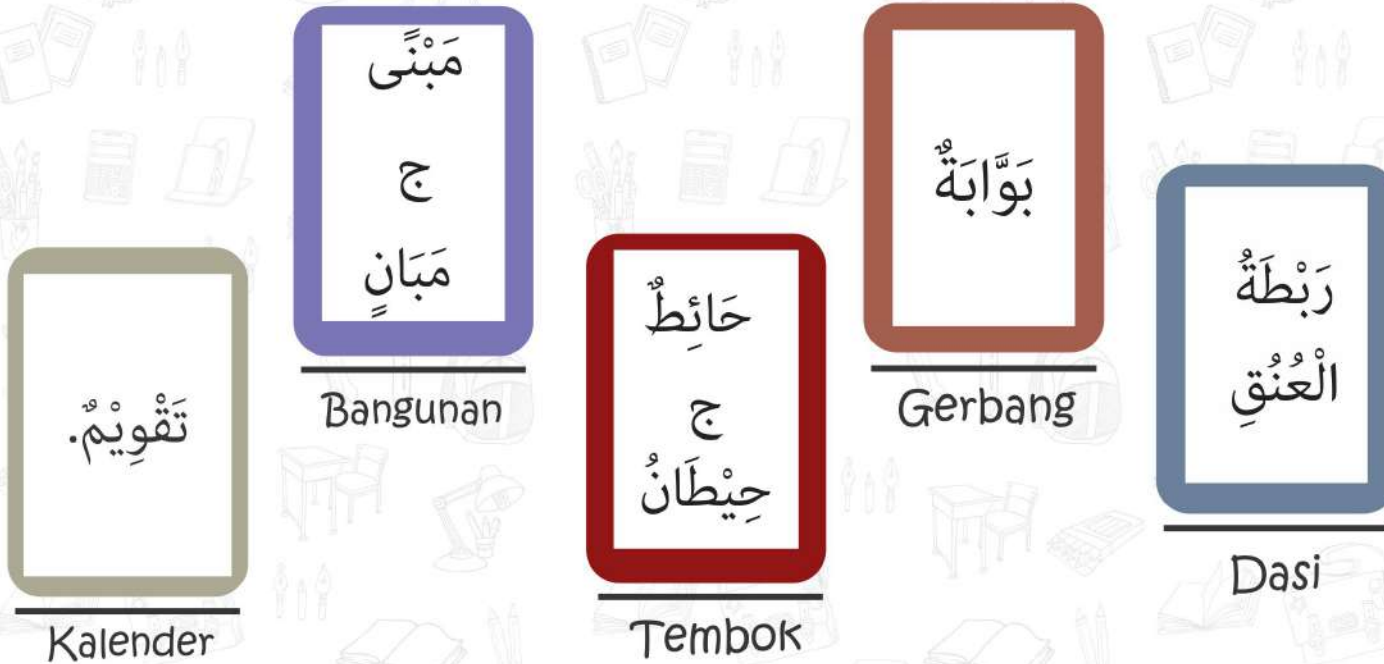 تَقْوِيْمٌ.
Kalender
مَبْنًى
ج
مَبَانٍ
Bangunan
حَائِطٌ
ج
حِيْطَانُ
Tembok
بَوَّابَةٌ
Gerbang
رَبْطَةُ
الْعُنُقِ
Dasi